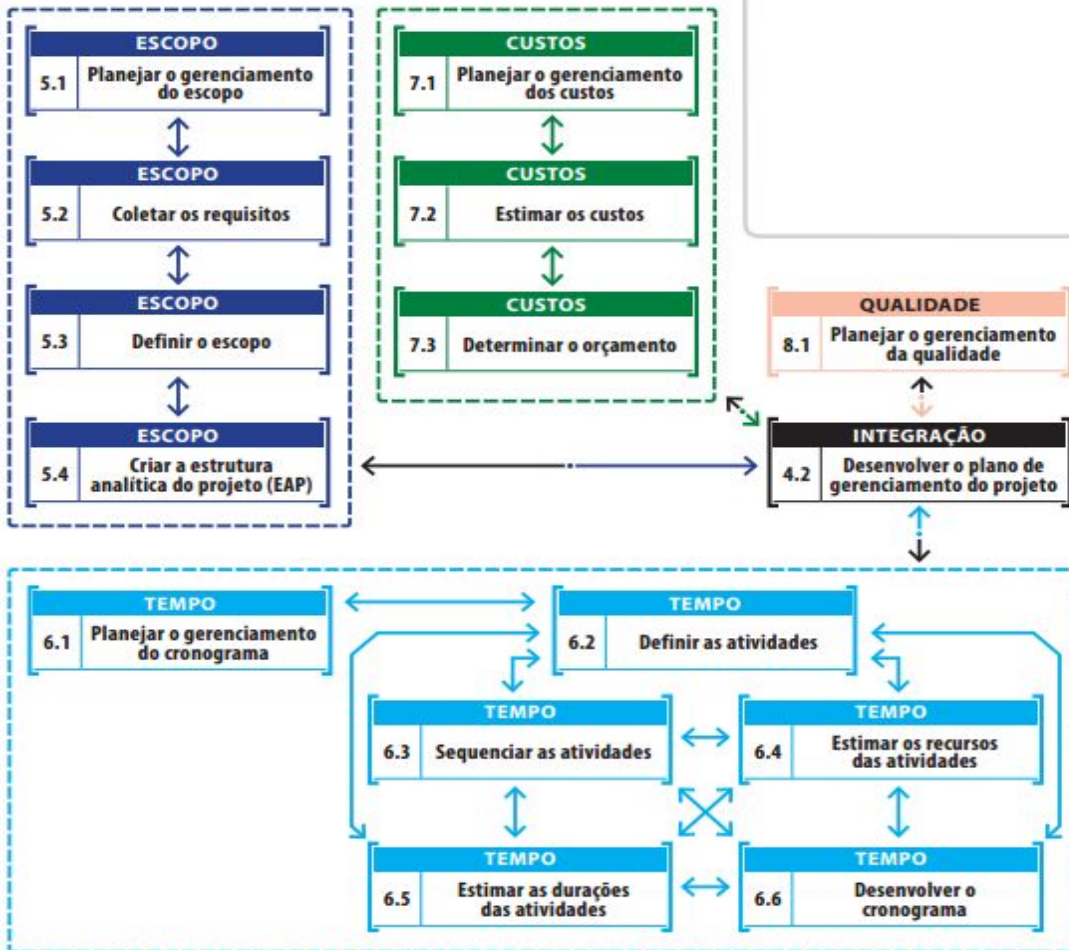 ESCOPO
5.1
Planejar o gerenciamento
do escopo
ESCOPO
5.2
Coletar os requisitos
ESCOPO
5.3
Definir o escopo
ESCOPO
5.4
Criar a estrutura
analítica do projeto (EAP)
CUSTOS
7.1
Planejar o gerenciamento
dos custos
CUSTOS
7.2
Estimar os custos
CUSTOS
7.3
Determinar o orçamento
QUALIDADE
8.1
Planejar o gerenciamento
da qualidade
INTEGRAÇÃO
4.2
Desenvolver o plano de
gerenciamento do projeto
TEMPO
6.1
Planejar o gerenciamento
do cronograma
TEMPO
6.2
Definir as atividades
TEMPO
6.3
Sequenciar as atividades
TEMPO
6.4
Estimar os recursos
das atividades
TEMPO
6.5
Estimar as durações
das atividades
TEMPO
6.6
Desenvolver o
cronograma